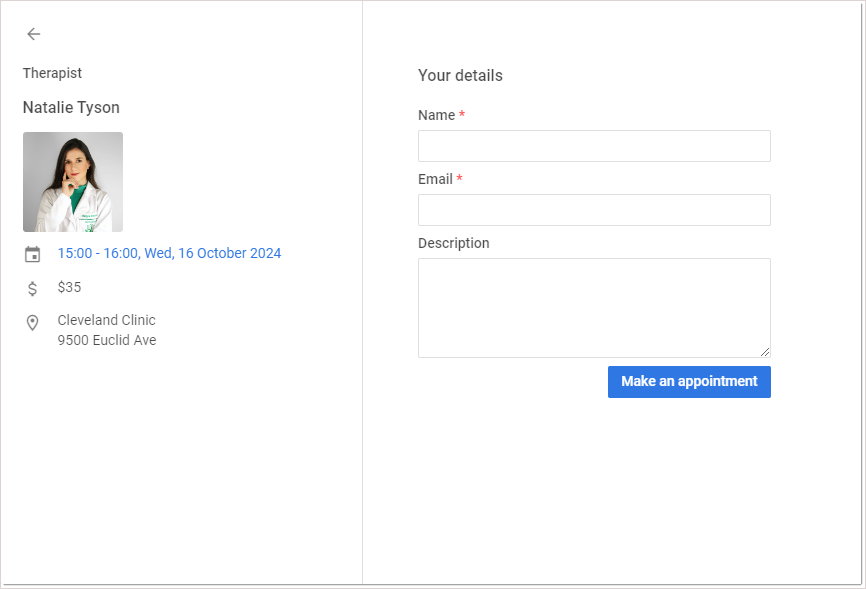 Therapist
Natalie Tyson
15:00 - 16:00, Wed, 16 October 2024
$35
Cleveland Clinic
9500 Euclid Ave
Your details
Name *
Email *
Description
Make an appointment